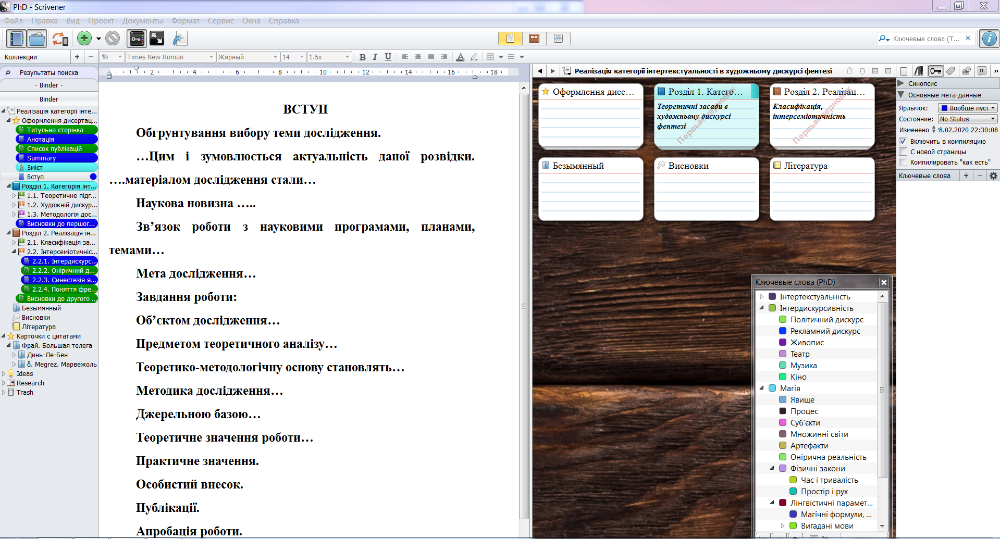 PhD - Scrivener
Файл Правка Вид Проект Документы Формат Сервис Окна Справка
Ключевые слова (Т...
Коллекции
Times New Roman Жирный 14 1.5x B I U A
Результаты поиска
- Binder -
Binder
Реалізація категорії інте...
Оформлення дисертац...
Титульна сторінка
Анотація
Список публікацій
Summary
Зміст
Вступ
Розділ 1. Категорія інт...
1.1. Теоретичне підг...
1.2. Художній дискур...
1.3. Методологія дос...
Висновки до першог...
Розділ 2. Реалізація ін...
2.1. Класифікація за...
2.2. Інтерсеміотичніс...
2.2.1. Інтердискурс...
2.2.2. Оніричний д...
2.2.3. Синестезія я...
2.2.4. Поняття фре...
Висновки до другого ...
Безымянный
Висновки
Література
Карточки с цитатами
Фрай. Большая телега
Динь-Ле-Бен
δ. Megrez. Марвежоль
Ideas
Research
Trash
2 4 6 8 10 12 14 16 18
ВСТУП
Обгрунтування вибору теми дослідження.
…Цим і зумовлюється актуальність даної розвідки.
….матеріалом дослідження стали…
Наукова новизна …..
Зв’язок роботи з науковими програмами, планами,
темами…
Мета дослідження…
Завдання роботи:
Об’єктом дослідження…
Предметом теоретичного аналізу…
Теоретико-методологічну основу становлять…
Методика дослідження…
Джерельною базою…
Теоретичне значення роботи…
Практичне значення.
Особистий внесок.
Публікації.
Апробація роботи.
Реалізація категорії інтертекстуальності в художньому дискурсі фентезі
Оформлення дисе...
Розділ 1. Катего...
Теоретичні засади в
художньому дискурсі
фентезі
Первый черновик
Розділ 2. Реалізац...
Класифікація,
інтерсеміотичність
Первый черновик
Безымянный
Висновки
Література
n.
Синопсис
Основные мета-данные
Ярлычок: Вообще пуст
Состояние: No Status
Изменено 8.02.2020 22:30:08
Включить в компиляцию
С новой страницы
Компилировать "как есть"
Ключевые слова
Ключевые слова (PhD)
Інтертекстуальність
Інтердискурсивність
Політичний дискурс
Рекламний дискурс
Живопис
Театр
Музика
Кіно
Магія
Явище
Процес
Суб'єкти
Множинні світи
Артефакти
Онірична реальність
Фізичні закони
Час і тривалість
Простір і рух
Лінгвістичні парамет...
Магічні формули, ...
Вигадані мови